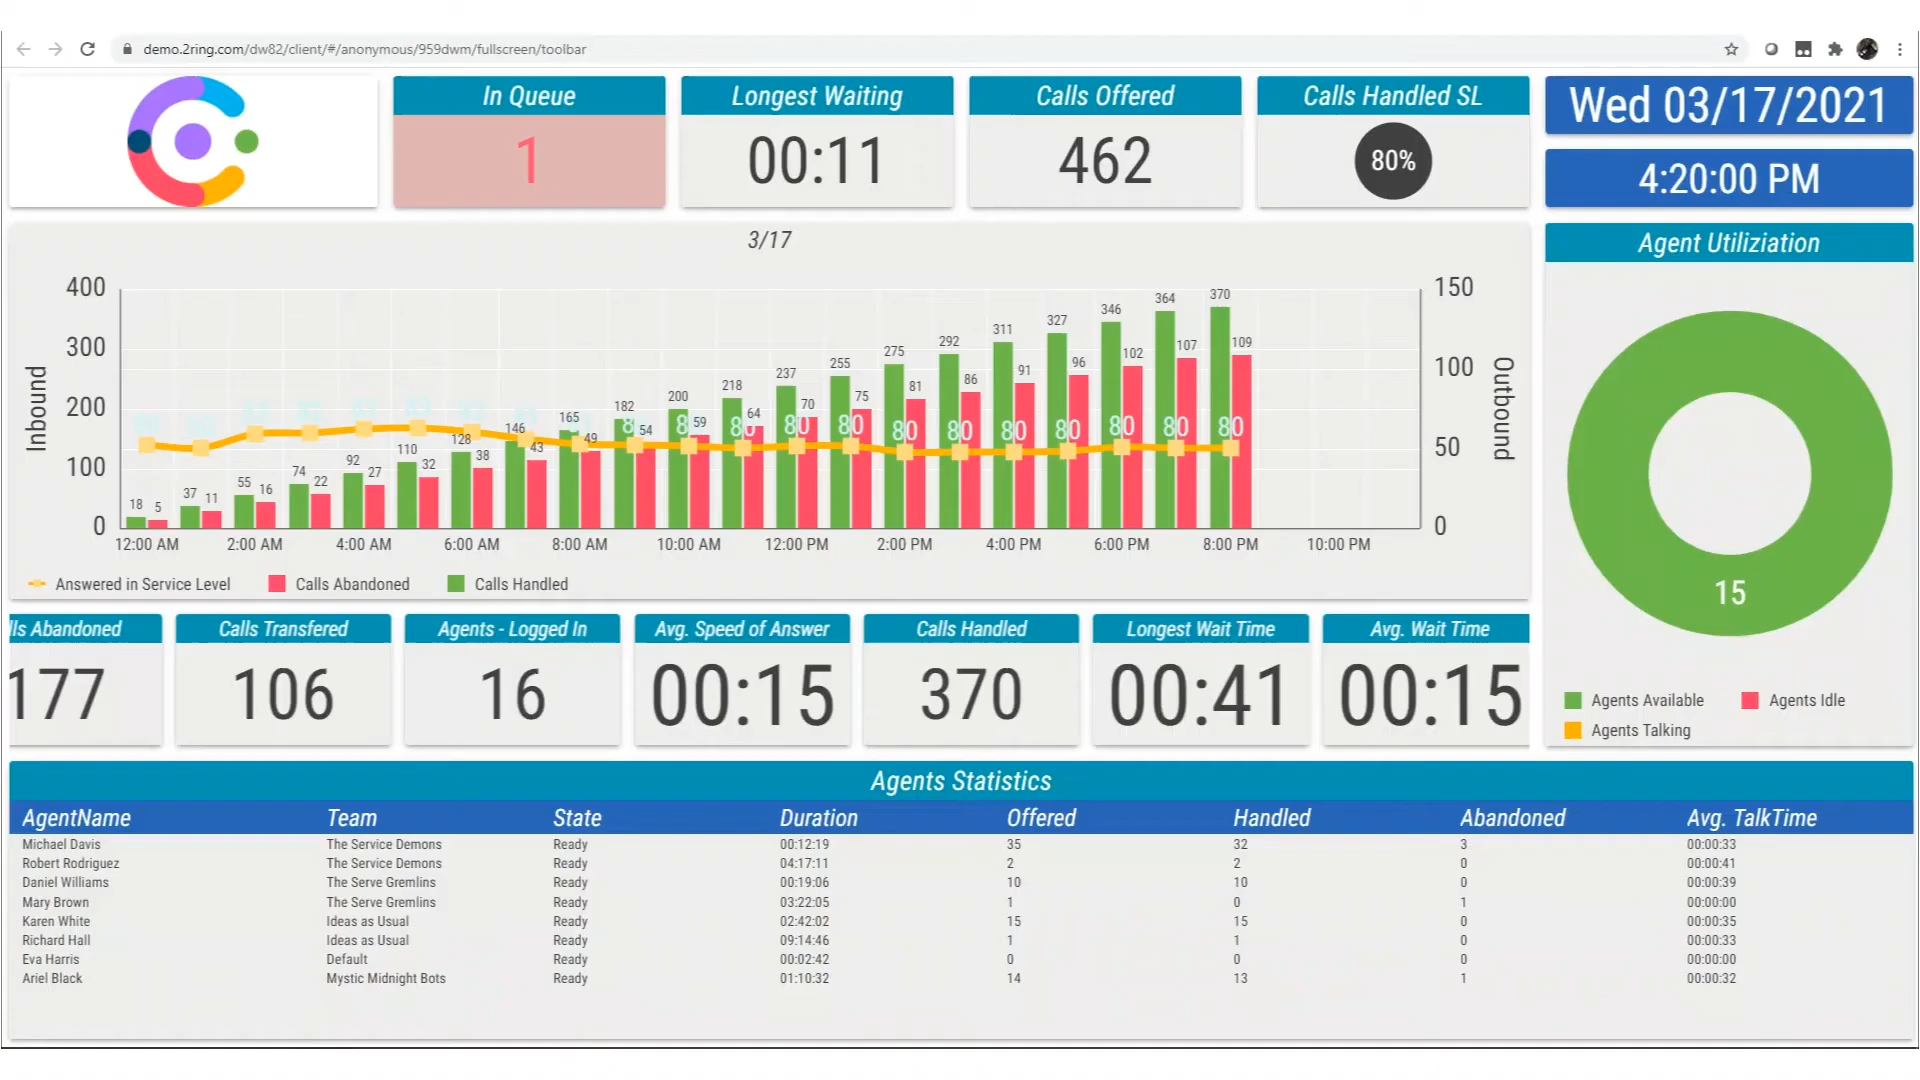 demo.2ring.com/dw82/client/#/anonymous/959dwm/fullscreen/toolbar
In Queue
1
Longest Waiting
00:11
Calls Offered
462
Calls Handled SL
80%
Wed 03/17/2021
4:20:00 PM
3/17
Inbound
400
300
200
100
0
18 5 37 11 55 16 74 22 92 27 110 32 128 38 146 43 165 49 182 54 200 59 218 64 237 70 255 75 275 81 292 86 311 91 327 96 346 102 364 107 370 109
80 80 80 80 80 80 80 80 80
150
100
50
0
Outbound
12:00 AM 2:00 AM 4:00 AM 6:00 AM 8:00 AM 10:00 AM 12:00 PM 2:00 PM 4:00 PM 6:00 PM 8:00 PM 10:00 PM
Answered in Service Level Calls Abandoned Calls Handled
Agent Utiliziation
15
Agents Available Agents Idle
Agents Talking
lls Abandoned
177
Calls Transfered
106
Agents - Logged In
16
Avg. Speed of Answer
00:15
Calls Handled
370
Longest Wait Time
00:41
Avg. Wait Time
00:15
Agents Statistics
AgentName Team State Duration Offered Handled Abandoned Avg. TalkTime
Michael Davis The Service Demons Ready 00:12:19 35 32 3 00:00:33
Robert Rodriguez The Service Demons Ready 04:17:11 2 2 0 00:00:41
Daniel Williams The Serve Gremlins Ready 00:19:06 10 10 0 00:00:39
Mary Brown The Serve Gremlins Ready 03:22:05 1 0 1 00:00:00
Karen White Ideas as Usual Ready 02:42:02 15 15 0 00:00:35
Richard Hall Ideas as Usual Ready 09:14:46 1 1 0 00:00:33
Eva Harris Default Ready 00:02:42 0 0 0 00:00:00
Ariel Black Mystic Midnight Bots Ready 01:10:32 14 13 1 00:00:32